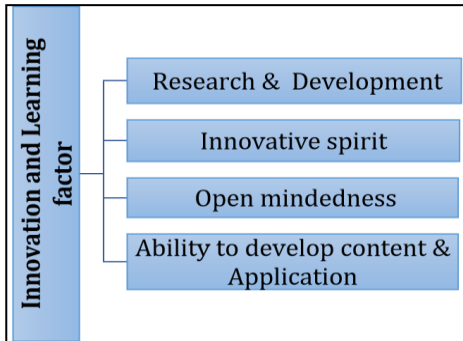 Innovation and Learning
factor
Research &  Development
Innovative spirit
Open mindedness
Ability to develop content &
Application